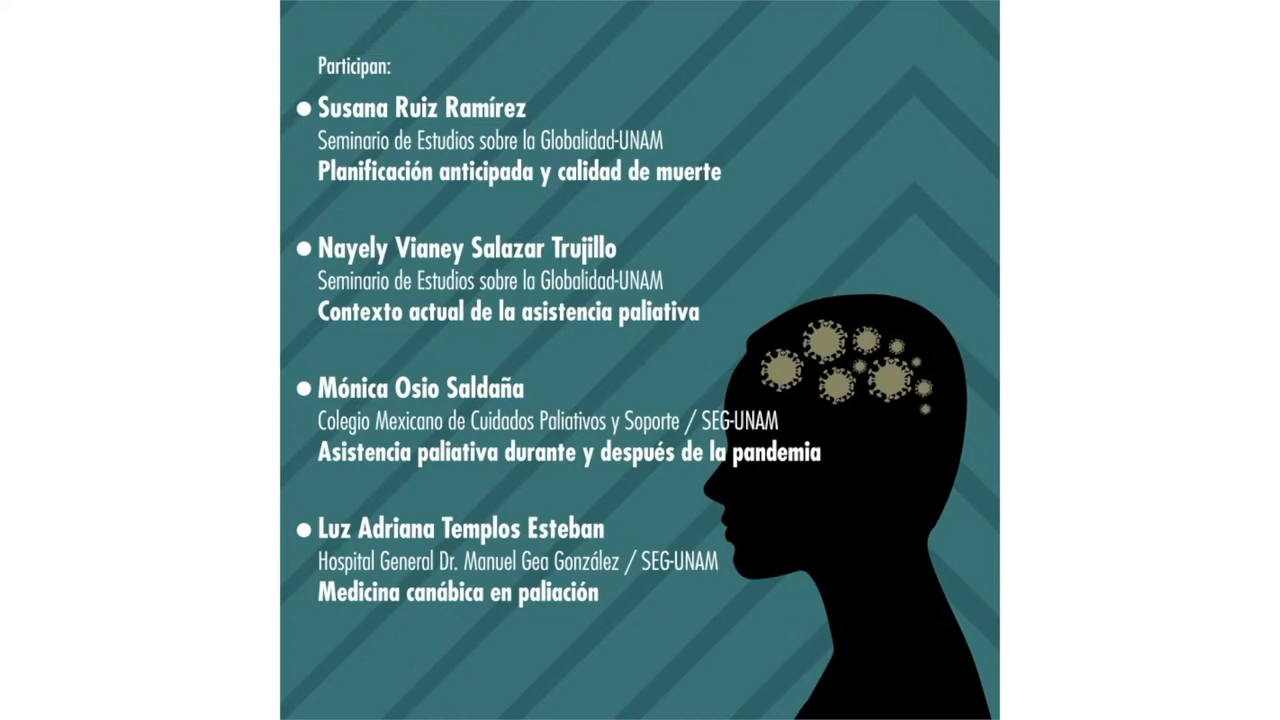 Participan:
Susana Ruiz Ramírez
Seminario de Estudios sobre la Globalidad-UNAM
Planificación anticipada y calidad de muerte
Nayely Vianey Salazar Trujillo
Seminario de Estudios sobre la Globalidad-UNAM
Contexto actual de la asistencia paliativa
Mónica Osio Saldaña
Colegio Mexicano de Cuidados Paliativos y Soporte / SEG-UNAM
Asistencia paliativa durante y después de la pandemia
Luz Adriana Templos Esteban
Hospital General Dr. Manuel Gea González / SEG-UNAM
Medicina canábica en paliación